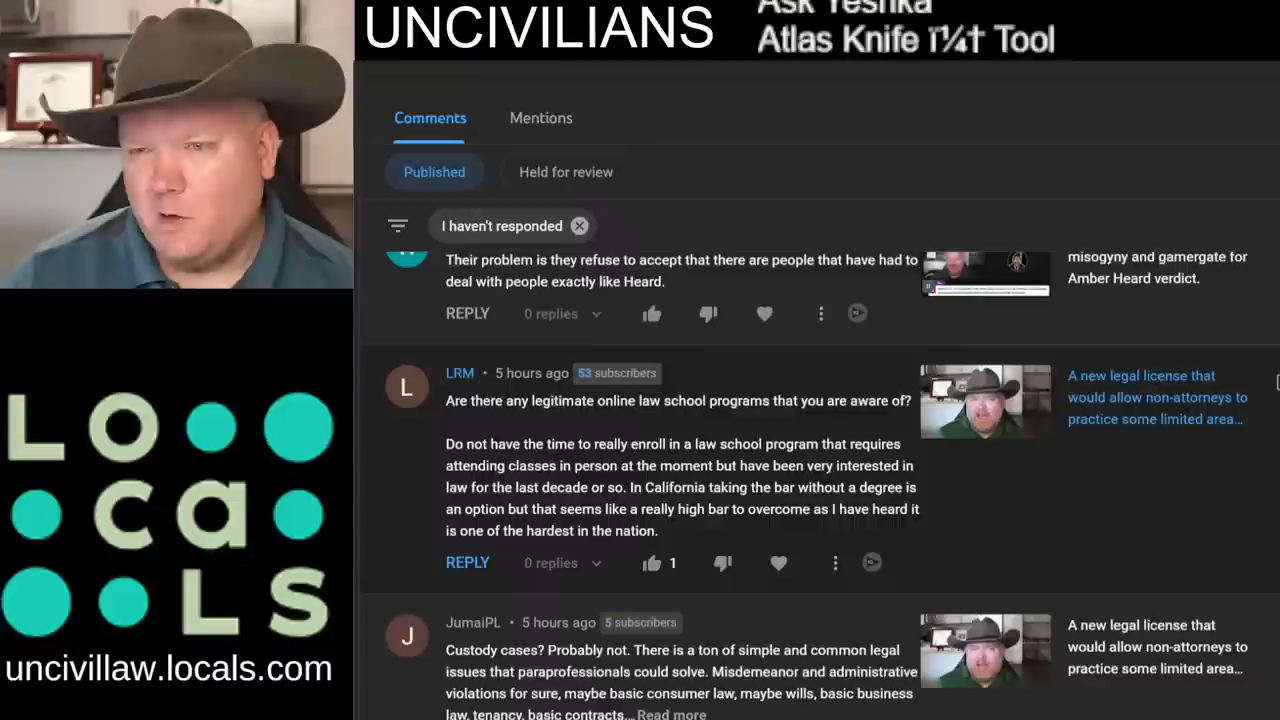 UNCIVILIANS
Ask Yeshka
Atlas Knife ï¼† Tool
Comments
Mentions
Published
Held for review
I haven't responded
Their problem is they refuse to accept that there are people that have had to
deal with people exactly like Heard.
REPLY 0 replies
misogyny and gamergate for
Amber Heard verdict.
LRM • 5 hours ago 53 subscribers
Are there any legitimate online law school programs that you are aware of?
Do not have the time to really enroll in a law school program that requires
attending classes in person at the moment but have been very interested in
law for the last decade or so. In California taking the bar without a degree is
an option but that seems like a really high bar to overcome as I have heard it
is one of the hardest in the nation.
REPLY 0 replies 1
A new legal license that
would allow non-attorneys to
practice some limited area...
JumaiPL • 5 hours ago 5 subscribers
Custody cases? Probably not. There is a ton of simple and common legal
issues that paraprofessionals could solve. Misdemeanor and administrative
violations for sure, maybe basic consumer law, maybe wills, basic business
law, tenancy, basic contracts... Read more
A new legal license that
would allow non-attorneys to
practice some limited area...
L
J
LOcaLS
uncivillaw.locals.com